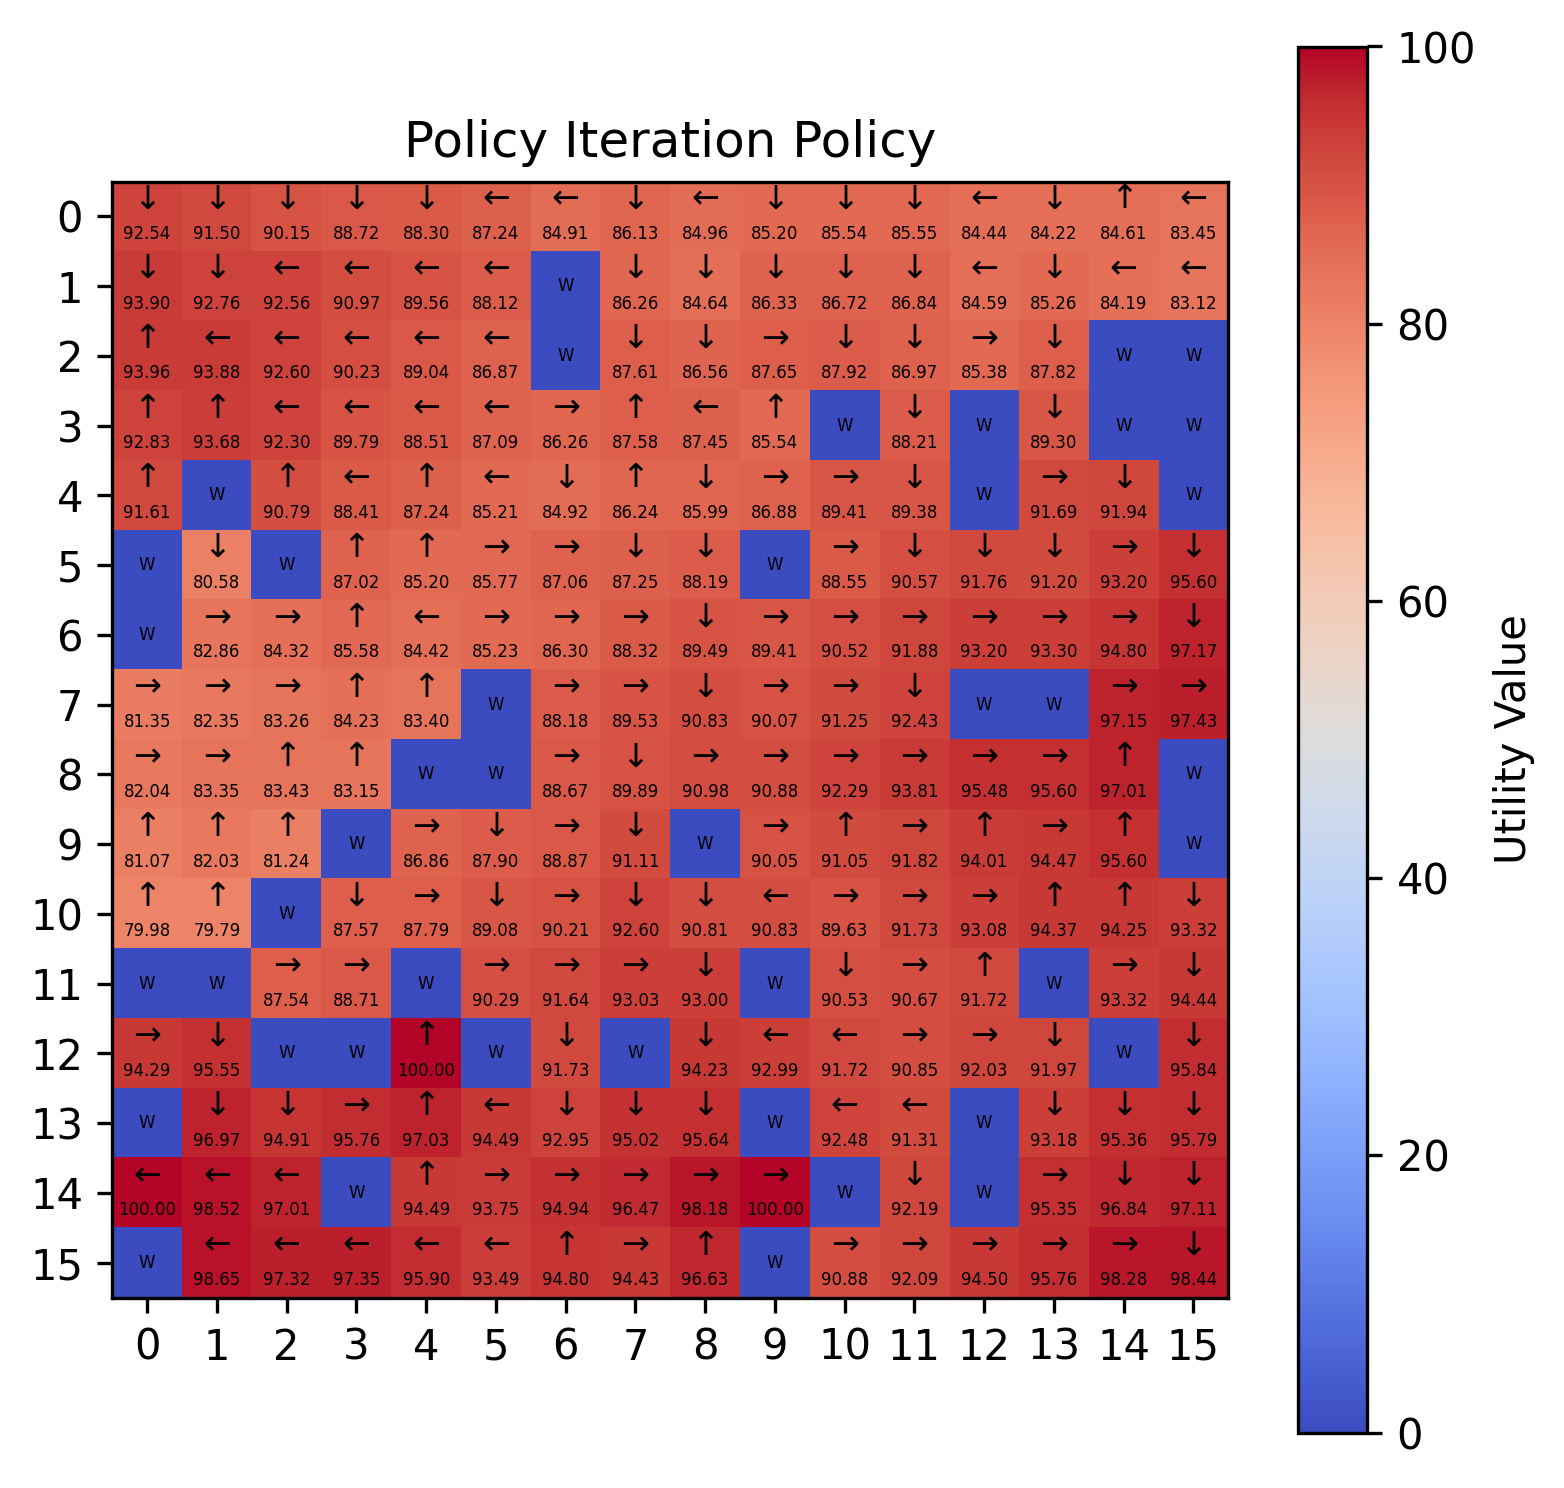 Policy Iteration Policy
0 ↓ ↓ ↓ ↓ ↓ ← ← ↓ ← ↓ ↓ ↓ ← ↓ ↑ ←
92.54 91.50 90.15 88.72 88.30 87.24 84.91 86.13 84.96 85.20 85.54 85.55 84.44 84.22 84.61 83.45
1 ↓ ↓ ← ← ← ← W ↓ ↓ ↓ ↓ ↓ ← ↓ ← ←
93.90 92.76 92.56 90.97 89.56 88.12 86.26 84.64 86.33 86.72 86.84 84.59 85.26 84.19 83.12
2 ↑ ← ← ← ← ← W ↓ ↓ → ↓ ↓ → ↓ W W
93.96 93.88 92.60 90.23 89.04 86.87 87.61 86.56 87.65 87.92 86.97 85.38 87.82
3 ↑ ↑ ← ← ← ← → ↑ ← ↑ W ↓ W ↓ W W
92.83 93.68 92.30 89.79 88.51 87.09 86.26 87.58 87.45 85.54 88.21 89.30
4 ↑ W ↑ ← ↑ ← ↓ ↑ ↓ → → ↓ W → ↓ W
91.61 90.79 88.41 87.24 85.21 84.92 86.24 85.99 86.88 89.41 89.38 91.69 91.94
5 W ↓ W ↑ ↑ → → ↓ ↓ W → ↓ ↓ ↓ → ↓
80.58 87.02 85.20 85.77 87.06 87.25 88.19 88.55 90.57 91.76 91.20 93.20 95.60
6 W → → ↑ ← → → → ↓ → → → → → → ↓
82.86 84.32 85.58 84.42 85.23 86.30 88.32 89.49 89.41 90.52 91.88 93.20 93.30 94.80 97.17
7 → → → ↑ ↑ W → → ↓ → → ↓ W W → →
81.35 82.35 83.26 84.23 83.40 88.18 89.53 90.83 90.07 91.25 92.43 97.15 97.43
8 → → ↑ ↑ W W → ↓ → → → → → → ↑ W
82.04 83.35 83.43 83.15 88.67 89.89 90.98 90.88 92.29 93.81 95.48 95.60 97.01
9 ↑ ↑ ↑ W → ↓ → ↓ W → ↑ → ↑ → ↑ W
81.07 82.03 81.24 86.86 87.90 88.87 91.11 90.05 91.05 91.82 94.01 94.47 95.60
10 ↑ ↑ W ↓ → ↓ → ↓ ↓ ← → → → ↑ ↑ ↓
79.98 79.79 87.57 87.79 89.08 90.21 92.60 90.81 90.83 89.63 91.73 93.08 94.37 94.25 93.32
11 W W → → W → → → ↓ W ↓ → ↑ W → ↓
87.54 88.71 90.29 91.64 93.03 93.00 90.53 90.67 91.72 93.32 94.44
12 → ↓ W W ↑ W ↓ W ↓ ← ← → → ↓ W ↓
94.29 95.55 100.00 91.73 94.23 92.99 91.72 90.85 92.03 91.97 95.84
13 W ↓ ↓ → ↑ ← ↓ ↓ ↓ W ← ← W ↓ ↓ ↓
96.97 94.91 95.76 97.03 94.49 92.95 95.02 95.64 92.48 91.31 93.18 95.36 95.79
14 ← ← ← W ↑ → → → → → W ↓ W → ↓ ↓
100.00 98.52 97.01 94.49 93.75 94.94 96.47 98.18 100.00 92.19 95.35 96.84 97.11
15 W ← ← ← ← ← ↑ → ↑ W → → → → → ↓
98.65 97.32 97.35 95.90 93.49 94.80 94.43 96.63 90.88 92.09 94.50 95.76 98.28 98.44
0 1 2 3 4 5 6 7 8 9 10 11 12 13 14 15
100
80
60
40
20
0
Utility Value